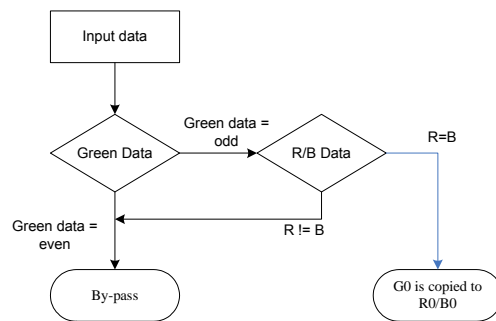 Input data
Green data =
odd
Green Data
R/B Data
R=B
Green data =
even
R != B
By-pass
G0 is copied to
R0/B0